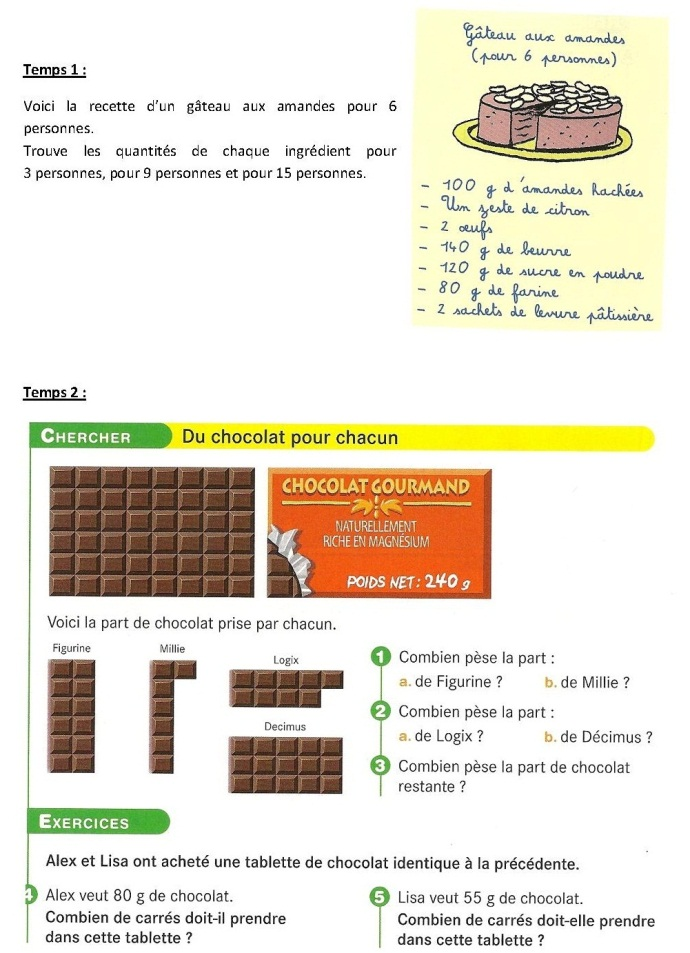 Gâteau aux amandes
(pour 6 personnes)
Temps 1 :
Voici la recette d'un gâteau aux amandes pour 6
personnes.
Trouve les quantités de chaque ingrédient pour
3 personnes, pour 9 personnes et pour 15 personnes.
- 100 g d'amandes hachées
- Un zeste de citron
- 2 œufs
- 140 g de beurre
- 120 g de sucre en poudre
- 80 g de farine
- 2 sachets de levure pâtissière
Temps 2 :
CHERCHER Du chocolat pour chacun
CHOCOLAT GOURMAND
NATURELLEMENT
RICHE EN MAGNÉSIUM
POIDS NET : 240 g
Voici la part de chocolat prise par chacun.
Figurine
Millie
Logix
Decimus
1 Combien pèse la part :
a. de Figurine ? b. de Millie ?
2 Combien pèse la part :
a. de Logix ? b. de Décimus ?
3 Combien pèse la part de chocolat
restante ?
EXERCICES
Alex et Lisa ont acheté une tablette de chocolat identique à la précédente.
4 Alex veut 80 g de chocolat.
Combien de carrés doit-il prendre
dans cette tablette ?
5 Lisa veut 55 g de chocolat.
Combien de carrés doit-elle prendre
dans cette tablette ?